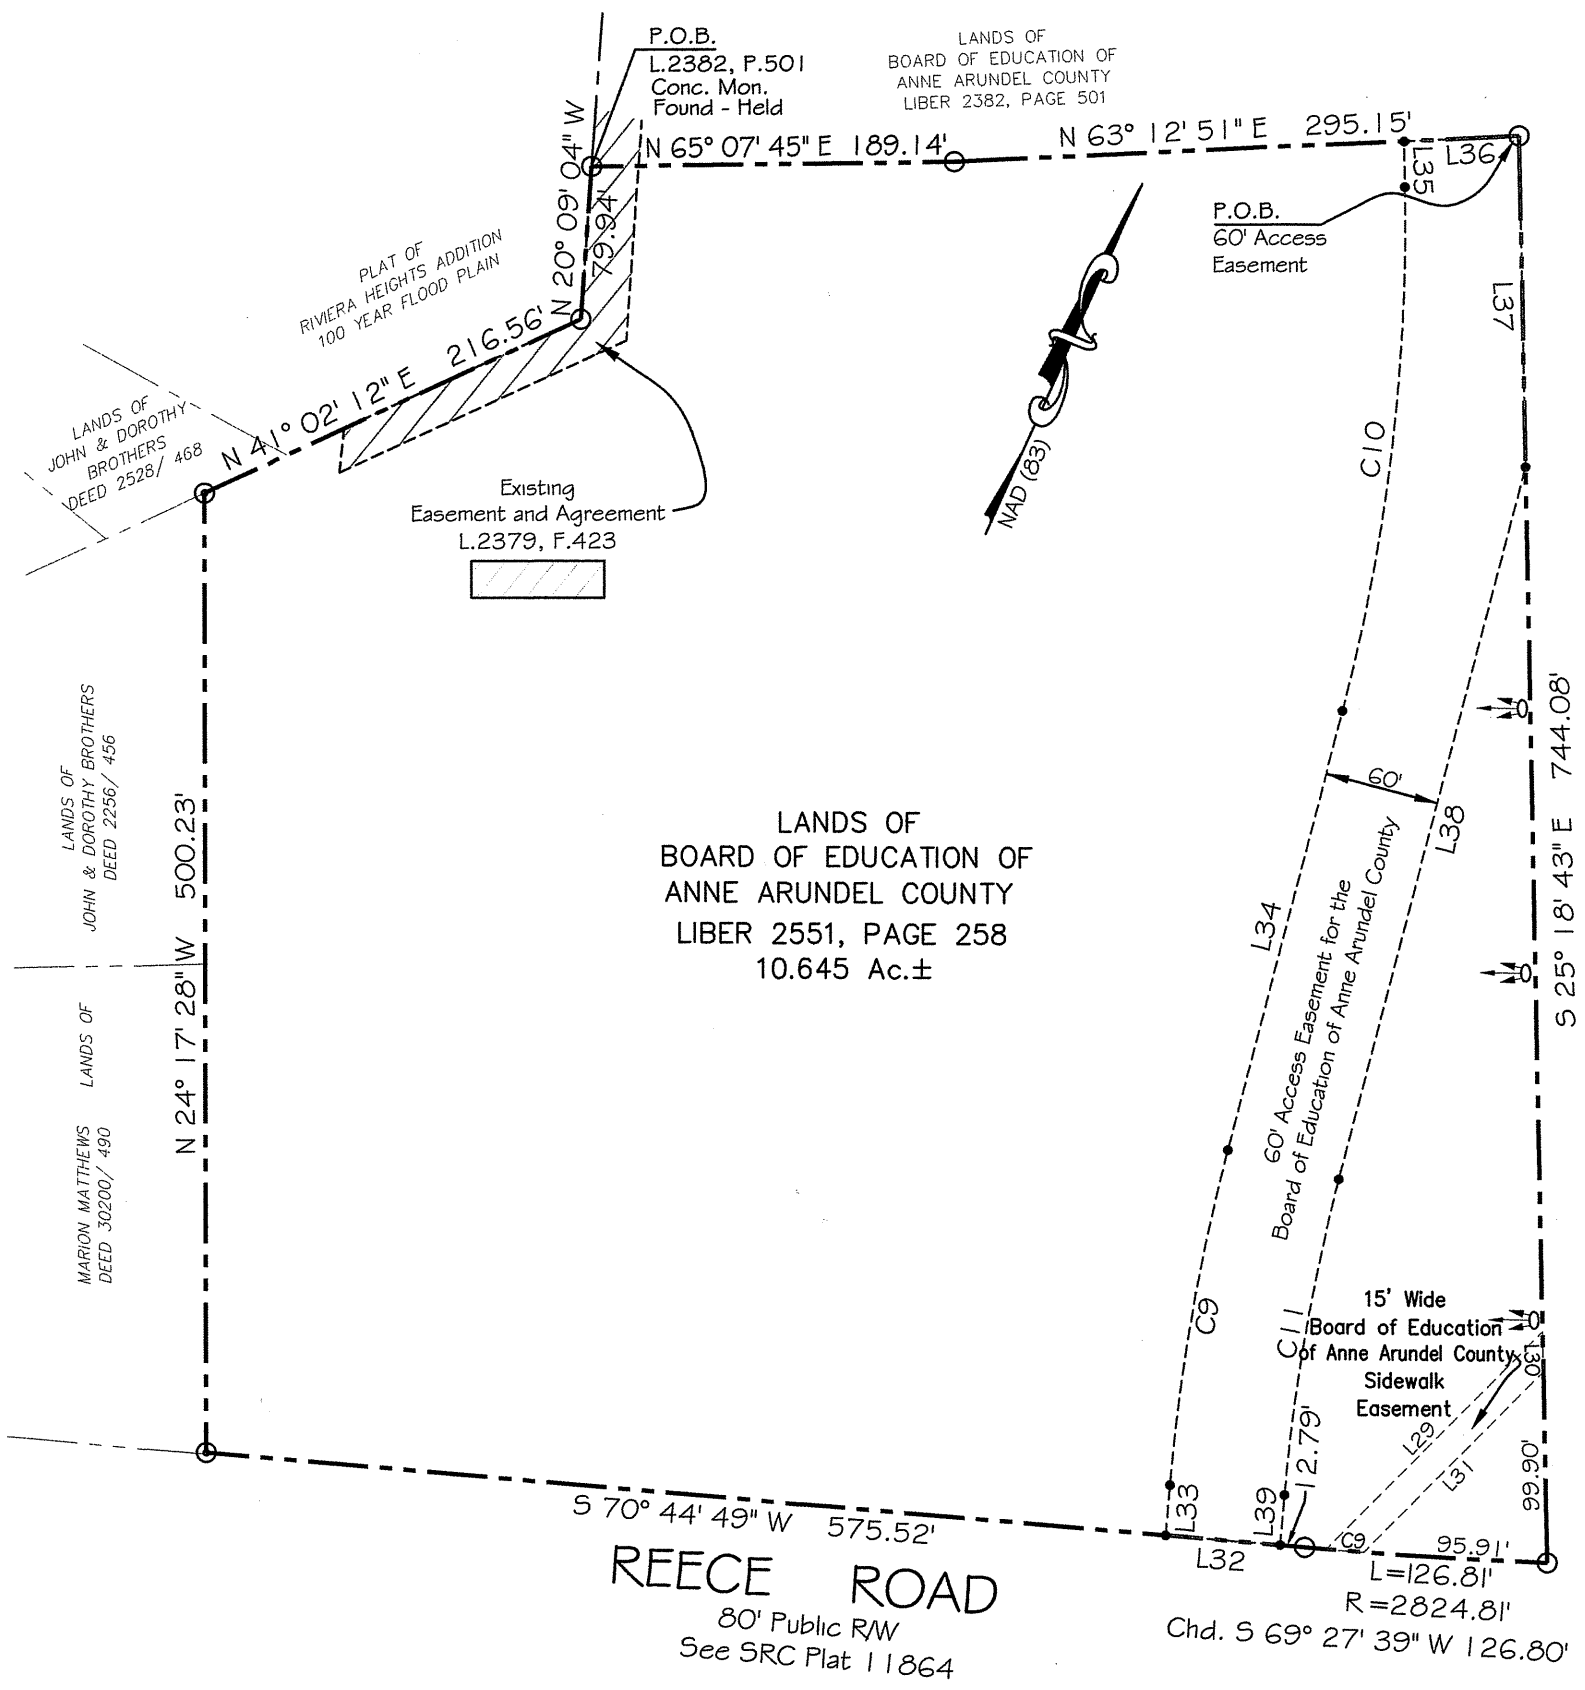 P.O.B.
L.2382, P.501
Conc. Mon.
Found - Held
LANDS OF
BOARD OF EDUCATION OF
ANNE ARUNDEL COUNTY
LIBER 2382, PAGE 501
N 65° 07' 45" E 189.14'
N 63° 12' 51" E 295.15'
L36
L35
P.O.B.
60' Access
Easement
N 20° 09' 04" W
79.94'
PLAT OF
RIVIERA HEIGHTS ADDITION
100 YEAR FLOOD PLAIN
N 41° 02' 12" E 216.56'
LANDS OF
JOHN & DOROTHY
BROTHERS
DEED 2528/ 468
Existing
Easement and Agreement
L.2379, F.423
NAD (83)
L37
C10
LANDS OF
JOHN & DOROTHY BROTHERS
DEED 2256/ 456
N 24° 17' 28" W 500.23'
LANDS OF
MARION MATTHEWS
DEED 30200/ 490
LANDS OF
BOARD OF EDUCATION OF
ANNE ARUNDEL COUNTY
LIBER 2551, PAGE 258
10.645 Ac.±
60'
L38
L34
60' Access Easement for the
Board of Education of Anne Arundel County
S 25° 18' 43" E 744.08'
C9
C11
15' Wide
Board of Education
of Anne Arundel County
Sidewalk
Easement
L30
L29
L31
99.90'
12.79'
L33
L39
C9
95.91'
L32
S 70° 44' 49" W 575.52'
L=126.81'
R=2824.81'
Chd. S 69° 27' 39" W 126.80'
REECE ROAD
80' Public R/W
See SRC Plat 11864